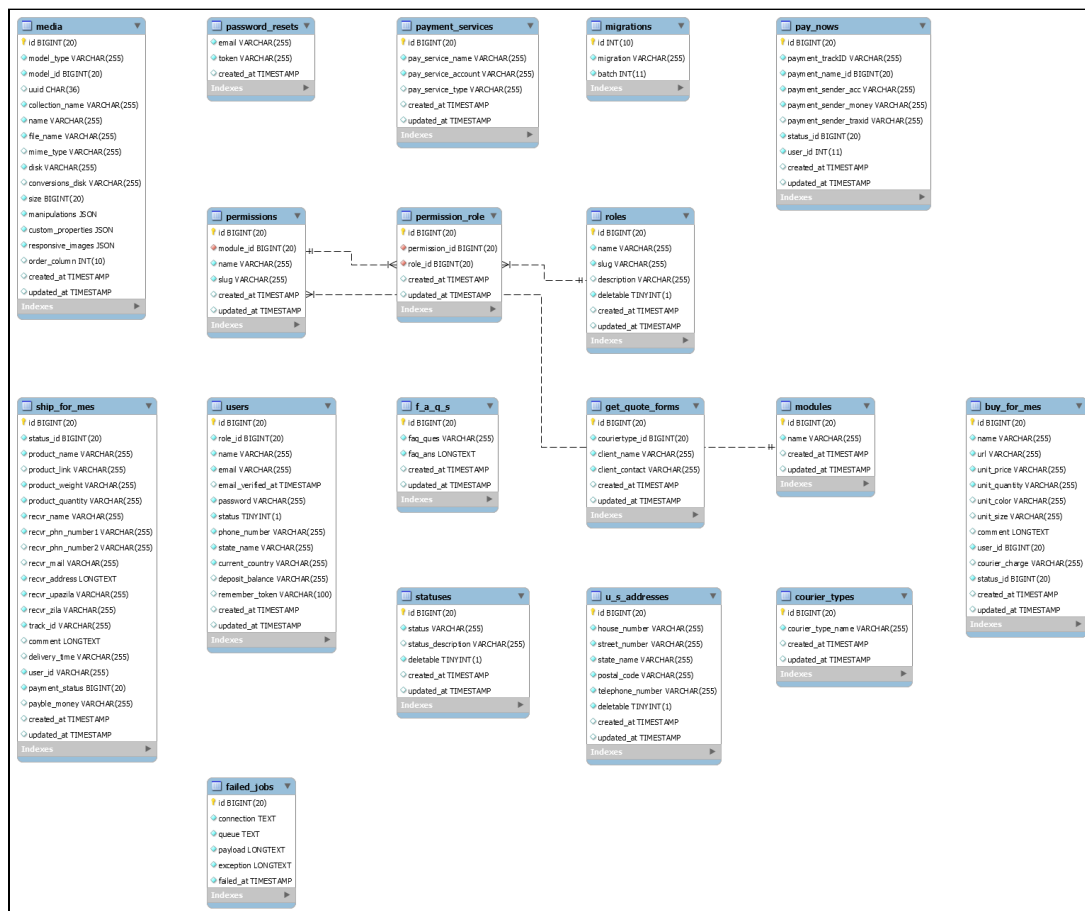 media
id BIGINT(20)
model_type VARCHAR(255)
model_id BIGINT(20)
uuid CHAR(36)
collection_name VARCHAR(255)
name VARCHAR(255)
file_name VARCHAR(255)
mime_type VARCHAR(255)
disk VARCHAR(255)
conversions_disk VARCHAR(255)
size BIGINT(20)
manipulations JSON
custom_properties JSON
responsive_images JSON
order_column INT(10)
created_at TIMESTAMP
updated_at TIMESTAMP
Indexes
password_resets
email VARCHAR(255)
token VARCHAR(255)
created_at TIMESTAMP
Indexes
payment_services
id BIGINT(20)
pay_service_name VARCHAR(255)
pay_service_account VARCHAR(255)
pay_service_type VARCHAR(255)
created_at TIMESTAMP
updated_at TIMESTAMP
Indexes
migrations
id INT(10)
migration VARCHAR(255)
batch INT(11)
Indexes
pay_nows
id BIGINT(20)
payment_trackID VARCHAR(255)
payment_name_id BIGINT(20)
payment_sender_acc VARCHAR(255)
payment_sender_money VARCHAR(255)
payment_sender_traxid VARCHAR(255)
status_id BIGINT(20)
user_id INT(11)
created_at TIMESTAMP
updated_at TIMESTAMP
Indexes
permissions
id BIGINT(20)
module_id BIGINT(20)
name VARCHAR(255)
slug VARCHAR(255)
created_at TIMESTAMP
updated_at TIMESTAMP
Indexes
permission_role
id BIGINT(20)
permission_id BIGINT(20)
role_id BIGINT(20)
created_at TIMESTAMP
updated_at TIMESTAMP
Indexes
roles
id BIGINT(20)
name VARCHAR(255)
slug VARCHAR(255)
description VARCHAR(255)
deletable TINYINT(1)
created_at TIMESTAMP
updated_at TIMESTAMP
Indexes
ship_for_mes
id BIGINT(20)
status_id BIGINT(20)
product_name VARCHAR(255)
product_link VARCHAR(255)
product_weight VARCHAR(255)
product_quantity VARCHAR(255)
recvr_name VARCHAR(255)
recvr_phn_number1 VARCHAR(255)
recvr_phn_number2 VARCHAR(255)
recvr_mail VARCHAR(255)
recvr_address LONGTEXT
recvr_upazila VARCHAR(255)
recvr_zila VARCHAR(255)
track_id VARCHAR(255)
comment LONGTEXT
delivery_time VARCHAR(255)
user_id VARCHAR(255)
payment_status BIGINT(20)
payble_money VARCHAR(255)
created_at TIMESTAMP
updated_at TIMESTAMP
Indexes
users
id BIGINT(20)
role_id BIGINT(20)
name VARCHAR(255)
email VARCHAR(255)
email_verified_at TIMESTAMP
password VARCHAR(255)
status TINYINT(1)
phone_number VARCHAR(255)
state_name VARCHAR(255)
current_country VARCHAR(255)
deposit_balance VARCHAR(255)
remember_token VARCHAR(100)
created_at TIMESTAMP
updated_at TIMESTAMP
Indexes
f_a_q_s
id BIGINT(20)
faq_ques VARCHAR(255)
faq_ans LONGTEXT
created_at TIMESTAMP
updated_at TIMESTAMP
Indexes
get_quote_forms
id BIGINT(20)
couriertype_id BIGINT(20)
client_name VARCHAR(255)
client_contact VARCHAR(255)
created_at TIMESTAMP
updated_at TIMESTAMP
Indexes
modules
id BIGINT(20)
name VARCHAR(255)
created_at TIMESTAMP
updated_at TIMESTAMP
Indexes
buy_for_mes
id BIGINT(20)
name VARCHAR(255)
url VARCHAR(255)
unit_price VARCHAR(255)
unit_quantity VARCHAR(255)
unit_color VARCHAR(255)
unit_size VARCHAR(255)
comment LONGTEXT
user_id BIGINT(20)
courier_charge VARCHAR(255)
status_id BIGINT(20)
created_at TIMESTAMP
updated_at TIMESTAMP
Indexes
statuses
id BIGINT(20)
status VARCHAR(255)
status_description VARCHAR(255)
deletable TINYINT(1)
created_at TIMESTAMP
updated_at TIMESTAMP
Indexes
u_s_addresses
id BIGINT(20)
house_number VARCHAR(255)
street_number VARCHAR(255)
state_name VARCHAR(255)
postal_code VARCHAR(255)
telephone_number VARCHAR(255)
deletable TINYINT(1)
created_at TIMESTAMP
updated_at TIMESTAMP
Indexes
courier_types
id BIGINT(20)
courier_type_name VARCHAR(255)
created_at TIMESTAMP
updated_at TIMESTAMP
Indexes
failed_jobs
id BIGINT(20)
connection TEXT
queue TEXT
payload LONGTEXT
exception LONGTEXT
failed_at TIMESTAMP
Indexes